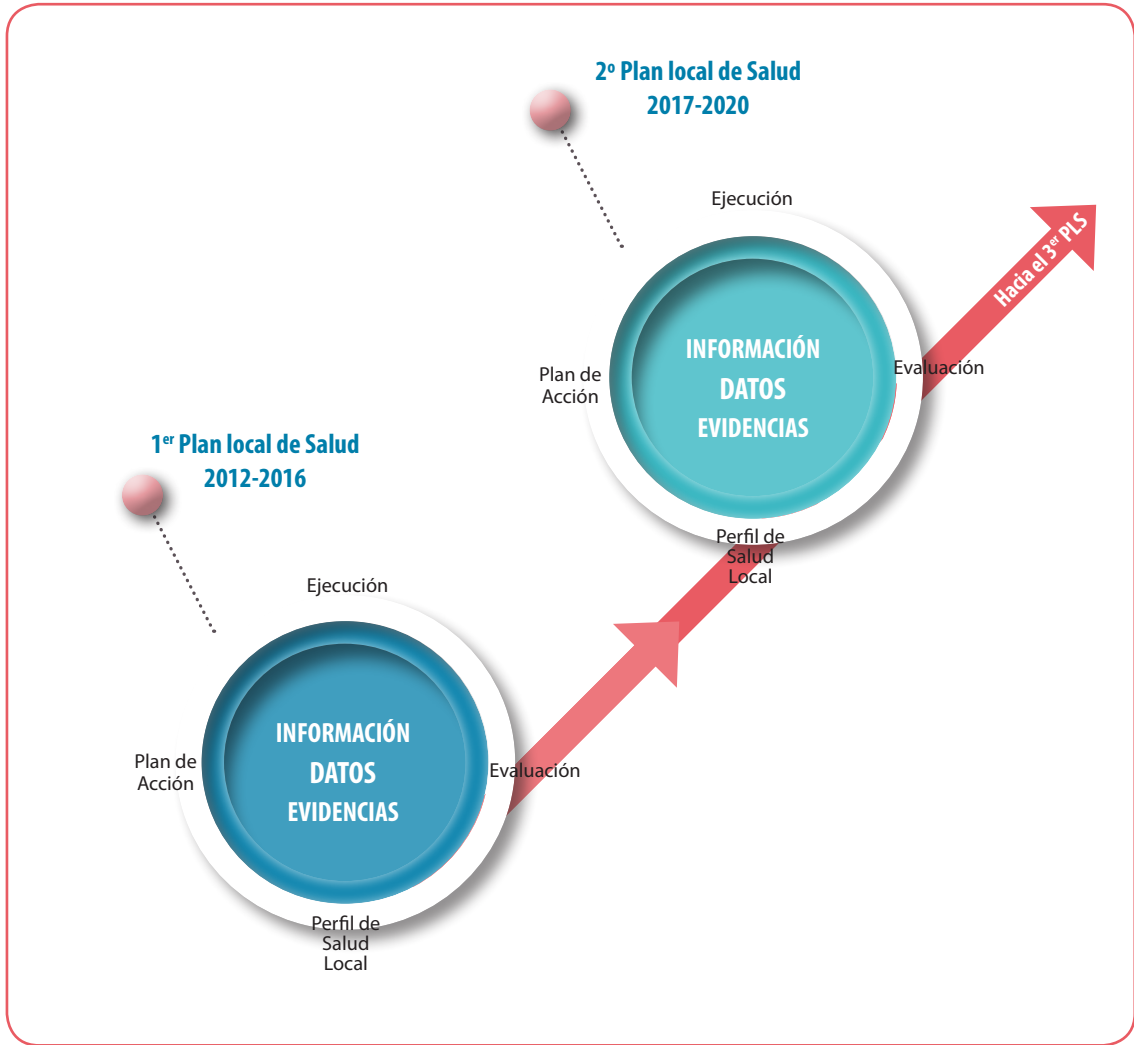 2º Plan local de Salud
2017-2020
Ejecución
Hacia el 3er PLS
INFORMACIÓN
DATOS
EVIDENCIAS
Plan de
Acción
Evaluación
Perfil de
Salud
Local
1er Plan local de Salud
2012-2016
Ejecución
INFORMACIÓN
DATOS
EVIDENCIAS
Plan de
Acción
Evaluación
Perfil de
Salud
Local